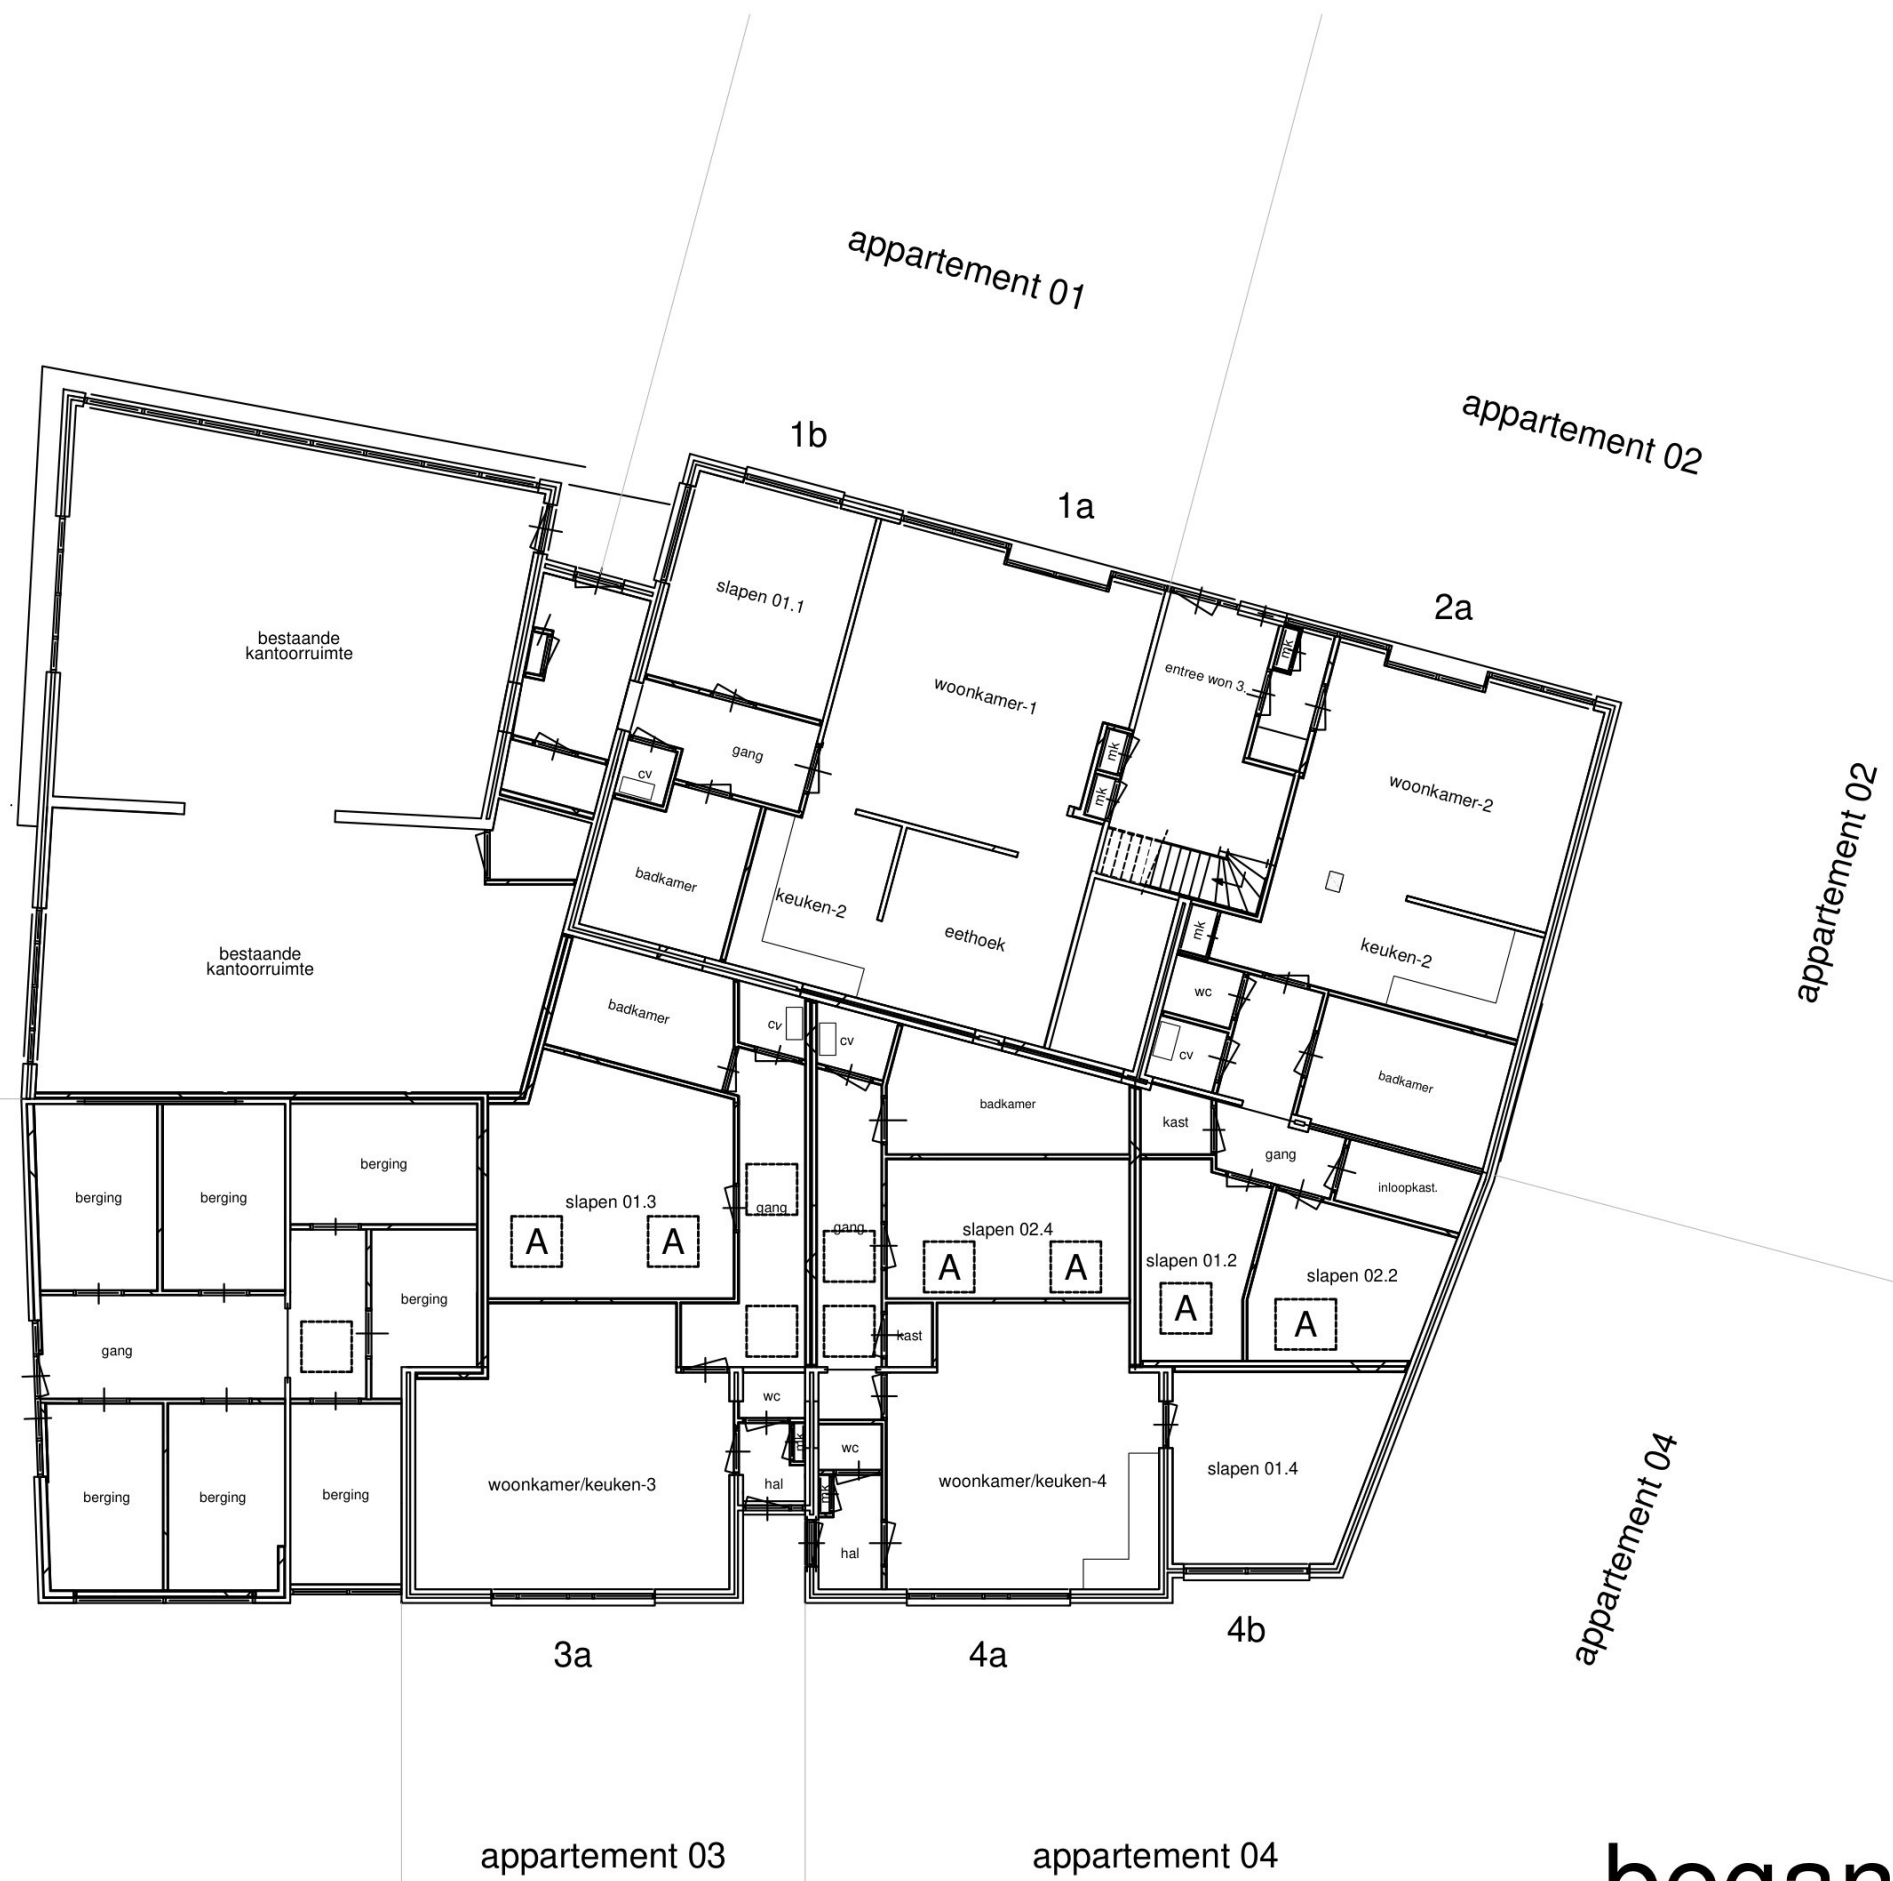 appartement 01
appartement 02
1b
1a
2a
slapen 01.1
bestaande
kantoorruimte
entree won 3.
mk
woonkamer-1
gang
mk
cv
mk
woonkamer-2
appartement 02
badkamer
keuken-2
eethoek
mk
keuken-2
bestaande
kantoorruimte
wc
badkamer
cv
cv
cv
badkamer
badkamer
kast
gang
inloopkast.
berging
berging
berging
slapen 01.3
gang
gang
slapen 02.4
slapen 01.2
slapen 02.2
A
A
A
A
A
A
berging
gang
kast
wc
mk
wc
hal
mk
hal
woonkamer/keuken-3
woonkamer/keuken-4
slapen 01.4
berging
berging
berging
appartement 04
3a
4a
4b
appartement 03
appartement 04
began